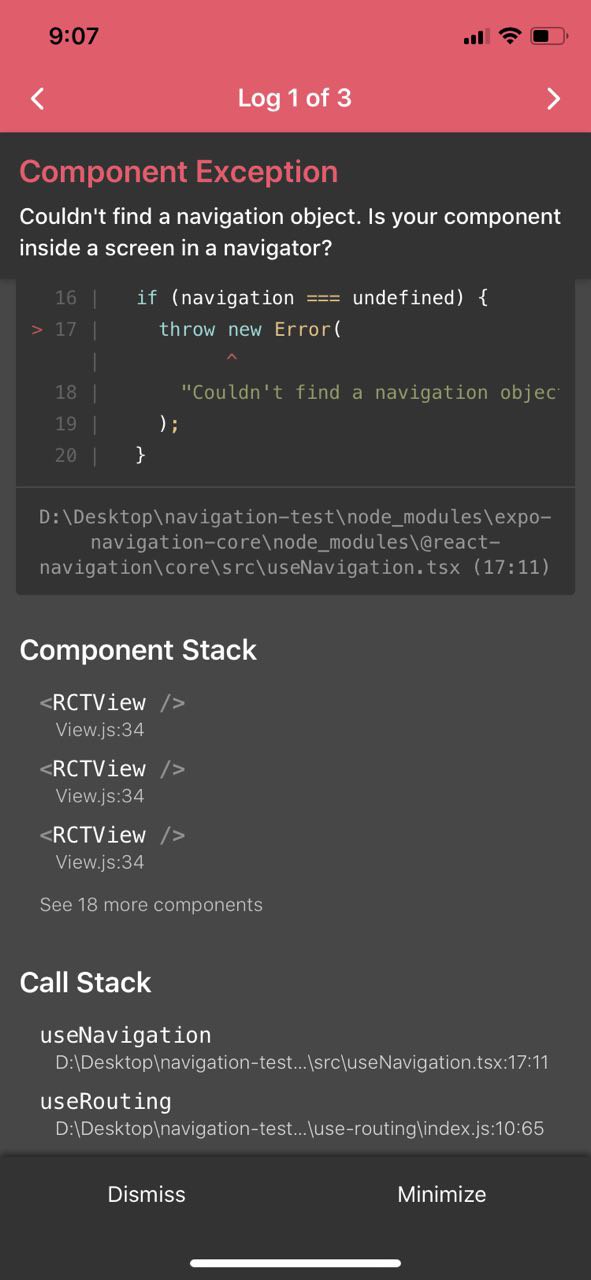 9:07
Log 1 of 3
Component Exception
Couldn't find a navigation object. Is your component
inside a screen in a navigator?
16 | if (navigation === undefined) {
> 17 | throw new Error(
| ^
18 | "Couldn't find a navigation objec
19 | );
20 | }
D:\Desktop\navigation-test\node_modules\expo-
navigation-core\node_modules\@react-
navigation\core\src\useNavigation.tsx (17:11)
Component Stack
<RCTView />
View.js:34
<RCTView />
View.js:34
<RCTView />
View.js:34
See 18 more components
Call Stack
useNavigation
D:\Desktop\navigation-test...\src\useNavigation.tsx:17:11
useRouting
D:\Desktop\navigation-test...\use-routing\index.js:10:65
Dismiss
Minimize